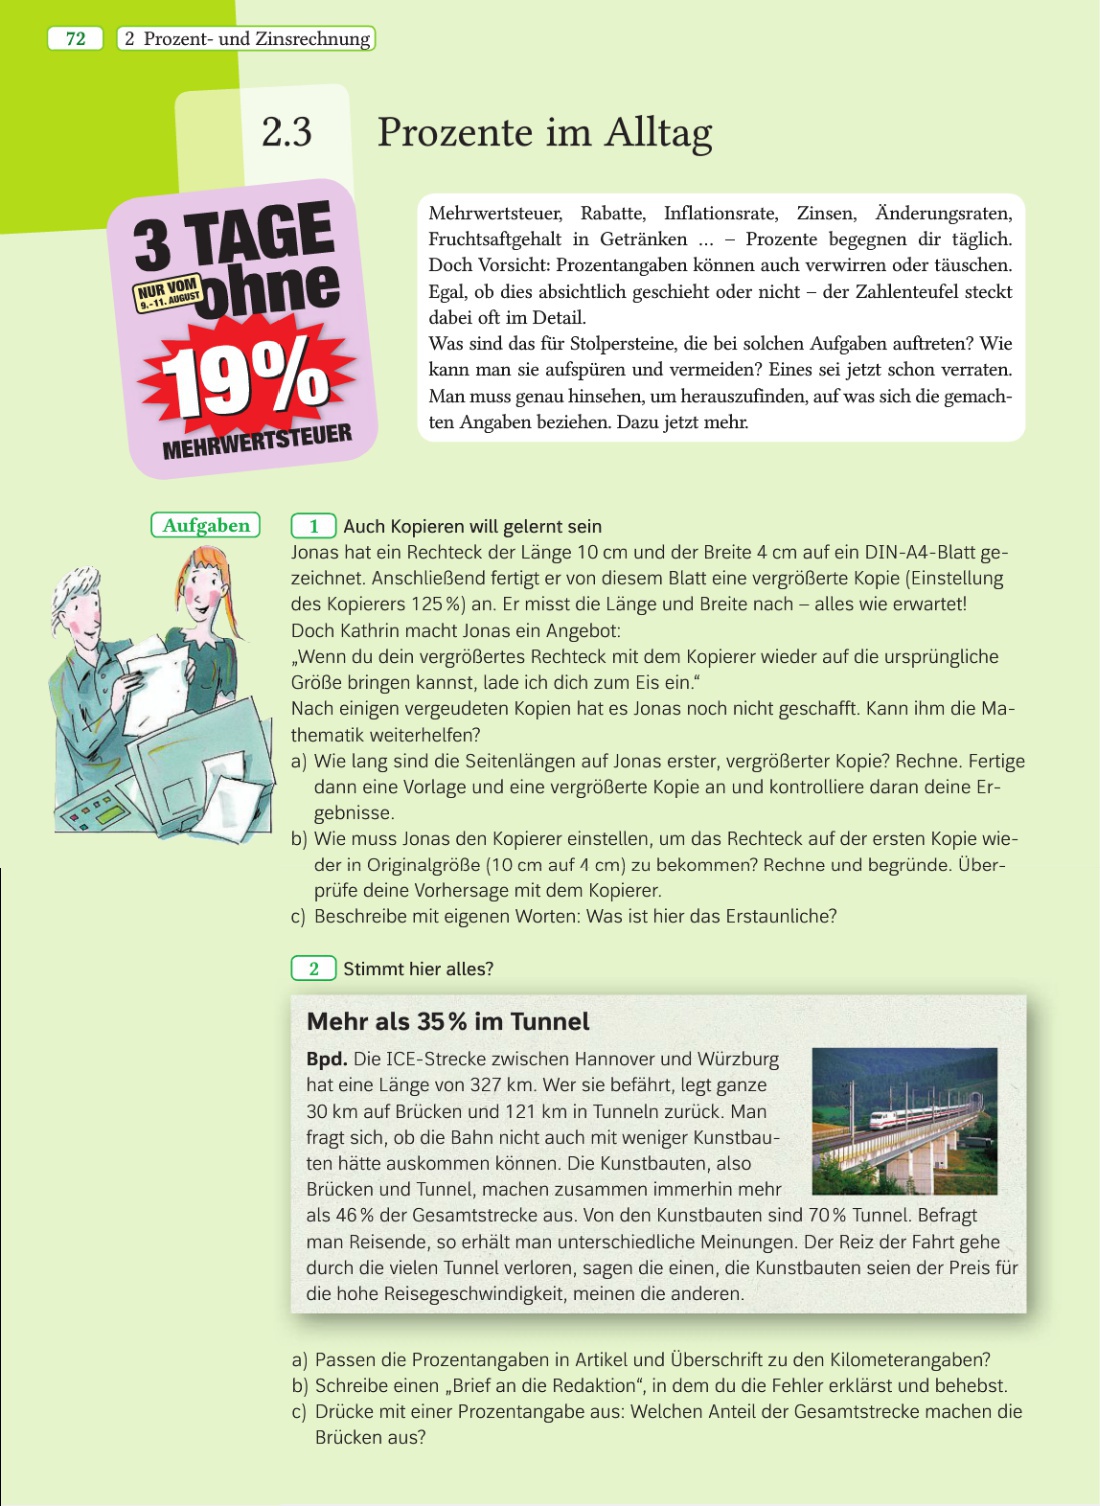 72
2 Prozent- und Zinsrechnung
2.3 Prozente im Alltag
3 TAGE
NUR VOM
9.-11. AUGUST
ohne
19%
MEHRWERTSTEUER
Mehrwertsteuer, Rabatte, Inflationsrate, Zinsen, Änderungsraten,
Fruchtsaftgehalt in Getränken ... – Prozente begegnen dir täglich.
Doch Vorsicht: Prozentangaben können auch verwirren oder täuschen.
Egal, ob dies absichtlich geschieht oder nicht – der Zahlenteufel steckt
dabei oft im Detail.
Was sind das für Stolpersteine, die bei solchen Aufgaben auftreten? Wie
kann man sie aufspüren und vermeiden? Eines sei jetzt schon verraten.
Man muss genau hinsehen, um herauszufinden, auf was sich die gemach-
ten Angaben beziehen. Dazu jetzt mehr.
Aufgaben
1 Auch Kopieren will gelernt sein
Jonas hat ein Rechteck der Länge 10 cm und der Breite 4 cm auf ein DIN-A4-Blatt ge-
zeichnet. Anschließend fertigt er von diesem Blatt eine vergrößerte Kopie (Einstellung
des Kopierers 125 %) an. Er misst die Länge und Breite nach – alles wie erwartet!
Doch Kathrin macht Jonas ein Angebot:
„Wenn du dein vergrößertes Rechteck mit dem Kopierer wieder auf die ursprüngliche
Größe bringen kannst, lade ich dich zum Eis ein.“
Nach einigen vergeudeten Kopien hat es Jonas noch nicht geschafft. Kann ihm die Ma-
thematik weiterhelfen?
a) Wie lang sind die Seitenlängen auf Jonas erster, vergrößerter Kopie? Rechne. Fertige
dann eine Vorlage und eine vergrößerte Kopie an und kontrolliere daran deine Er-
gebnisse.
b) Wie muss Jonas den Kopierer einstellen, um das Rechteck auf der ersten Kopie wie-
der in Originalgröße (10 cm auf 4 cm) zu bekommen? Rechne und begründe. Über-
prüfe deine Vorhersage mit dem Kopierer.
c) Beschreibe mit eigenen Worten: Was ist hier das Erstaunliche?
2 Stimmt hier alles?
Mehr als 35 % im Tunnel
Bpd. Die ICE-Strecke zwischen Hannover und Würzburg
hat eine Länge von 327 km. Wer sie befährt, legt ganze
30 km auf Brücken und 121 km in Tunneln zurück. Man
fragt sich, ob die Bahn nicht auch mit weniger Kunstbau-
ten hätte auskommen können. Die Kunstbauten, also
Brücken und Tunnel, machen zusammen immerhin mehr
als 46 % der Gesamtstrecke aus. Von den Kunstbauten sind 70 % Tunnel. Befragt
man Reisende, so erhält man unterschiedliche Meinungen. Der Reiz der Fahrt gehe
durch die vielen Tunnel verloren, sagen die einen, die Kunstbauten seien der Preis für
die hohe Reisegeschwindigkeit, meinen die anderen.
a) Passen die Prozentangaben in Artikel und Überschrift zu den Kilometerangaben?
b) Schreibe einen „Brief an die Redaktion“, in dem du die Fehler erklärst und behebst.
c) Drücke mit einer Prozentangabe aus: Welchen Anteil der Gesamtstrecke machen die
Brücken aus?